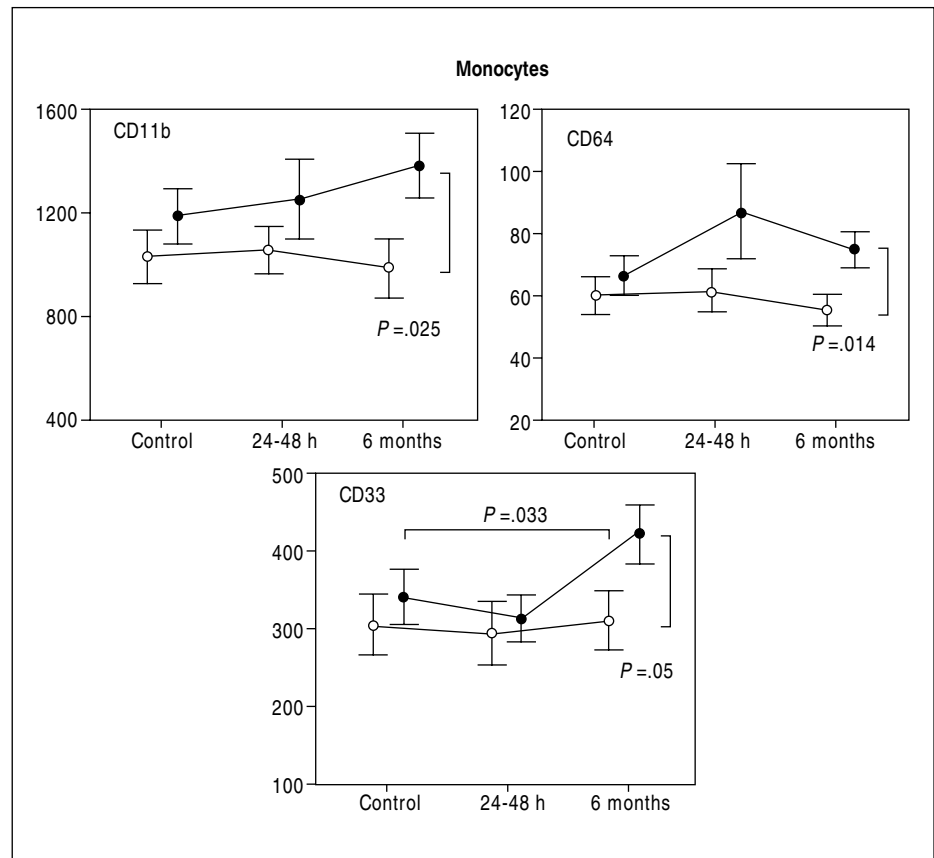 Monocytes
CD11b
1600
1200
800
400
P =.025
Control 24-48 h 6 months
CD64
120
100
80
60
40
20
P =.014
Control 24-48 h 6 months
CD33
500
400
300
200
100
P =.033
P =.05
Control 24-48 h 6 months